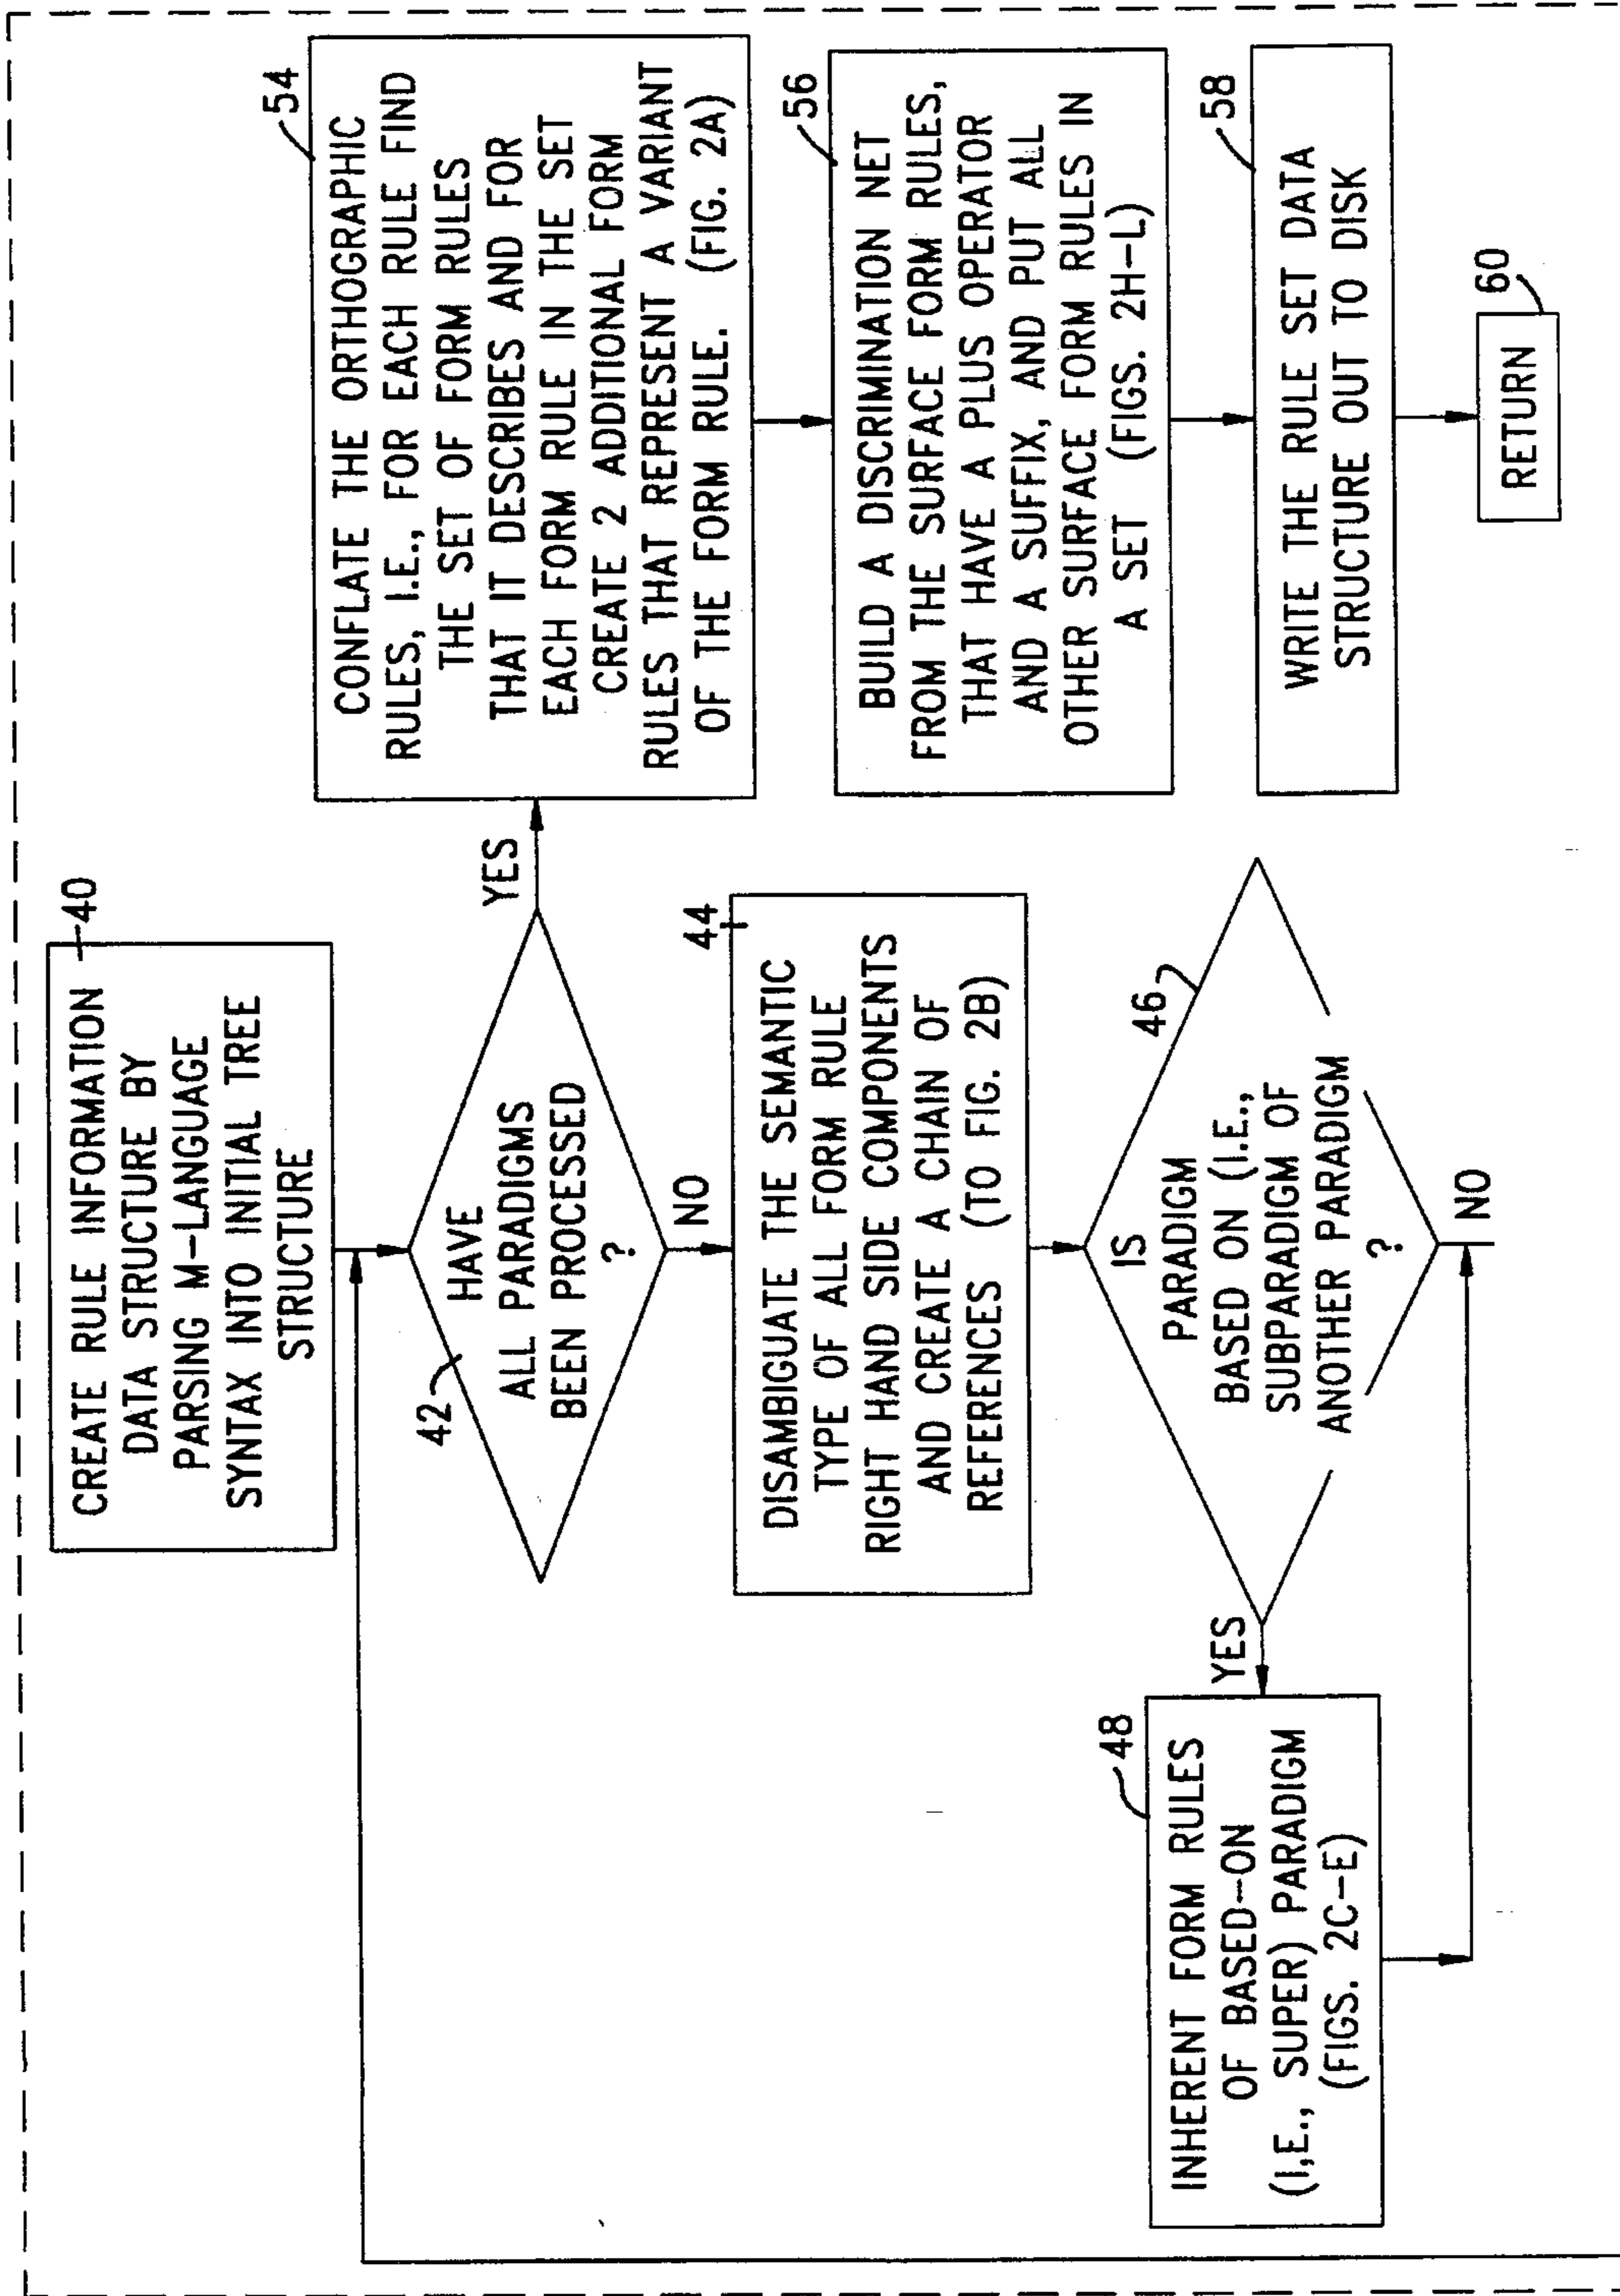 CREATE RULE INFORMATION
DATA STRUCTURE BY
PARSING M-LANGUAGE
SYNTAX INTO INITIAL TREE
STRUCTURE
40
HAVE
ALL PARADIGMS
BEEN PROCESSED
?
42
YES
NO
DISAMBIGUATE THE SEMANTIC
TYPE OF ALL FORM RULE
RIGHT HAND SIDE COMPONENTS
AND CREATE A CHAIN OF
REFERENCES (TO FIG. 2B)
44
IS
PARADIGM
BASED ON (I.E.,
SUBPARADIGM OF
ANOTHER PARADIGM
?
46
YES
NO
INHERENT FORM RULES
OF BASED-ON
(I,E., SUPER) PARADIGM
(FIGS. 2C-E)
48
CONFLATE THE ORTHOGRAPHIC
RULES, I.E., FOR EACH RULE FIND
THE SET OF FORM RULES
THAT IT DESCRIBES AND FOR
EACH FORM RULE IN THE SET
CREATE 2 ADDITIONAL FORM
RULES THAT REPRESENT A VARIANT
OF THE FORM RULE. (FIG. 2A)
54
BUILD A DISCRIMINATION NET
FROM THE SURFACE FORM RULES,
THAT HAVE A PLUS OPERATOR
AND A SUFFIX, AND PUT ALL
OTHER SURFACE FORM RULES IN
A SET (FIGS. 2H-L)
56
WRITE THE RULE SET DATA
STRUCTURE OUT TO DISK
58
RETURN
60